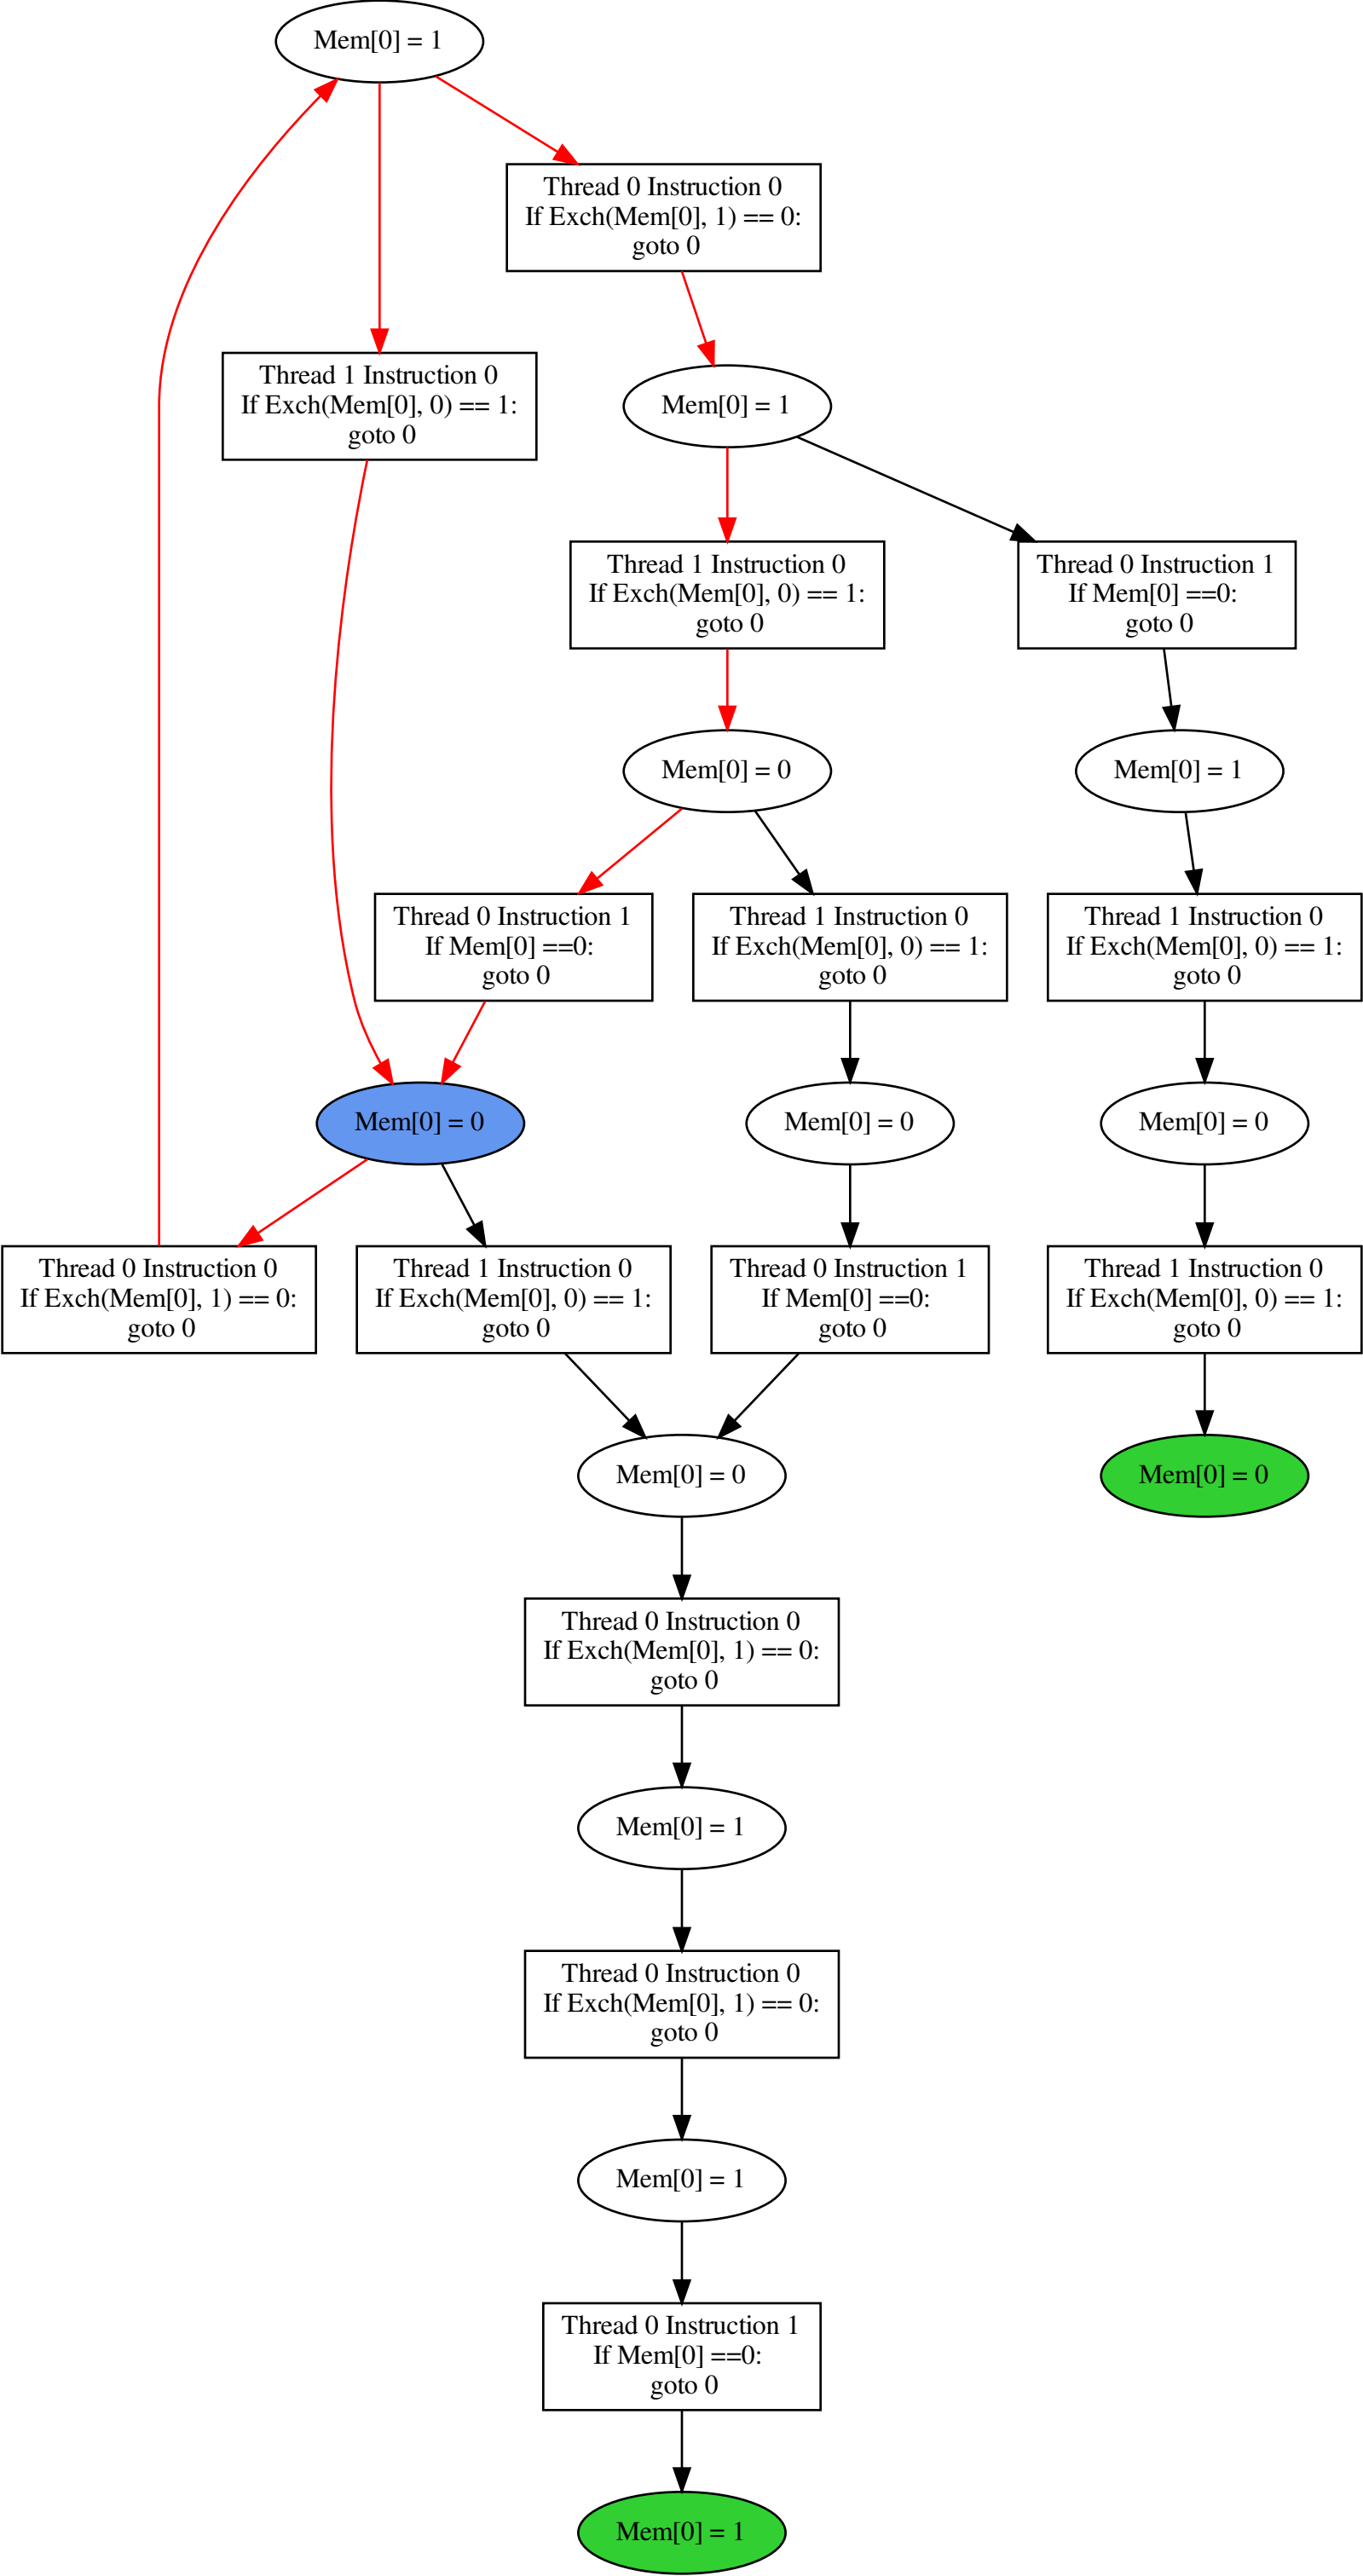 Mem[0] = 1
Thread 0 Instruction 0
If Exch(Mem[0], 1) == 0:
goto 0
Thread 1 Instruction 0
If Exch(Mem[0], 0) == 1:
goto 0
Mem[0] = 1
Thread 1 Instruction 0
If Exch(Mem[0], 0) == 1:
goto 0
Thread 0 Instruction 1
If Mem[0] ==0:
goto 0
Mem[0] = 0
Mem[0] = 1
Thread 0 Instruction 1
If Mem[0] ==0:
goto 0
Thread 1 Instruction 0
If Exch(Mem[0], 0) == 1:
goto 0
Thread 1 Instruction 0
If Exch(Mem[0], 0) == 1:
goto 0
Mem[0] = 0
Mem[0] = 0
Mem[0] = 0
Thread 0 Instruction 0
If Exch(Mem[0], 1) == 0:
goto 0
Thread 1 Instruction 0
If Exch(Mem[0], 0) == 1:
goto 0
Thread 0 Instruction 1
If Mem[0] ==0:
goto 0
Thread 1 Instruction 0
If Exch(Mem[0], 0) == 1:
goto 0
Mem[0] = 0
Mem[0] = 0
Thread 0 Instruction 0
If Exch(Mem[0], 1) == 0:
goto 0
Mem[0] = 1
Thread 0 Instruction 0
If Exch(Mem[0], 1) == 0:
goto 0
Mem[0] = 1
Thread 0 Instruction 1
If Mem[0] ==0:
goto 0
Mem[0] = 1